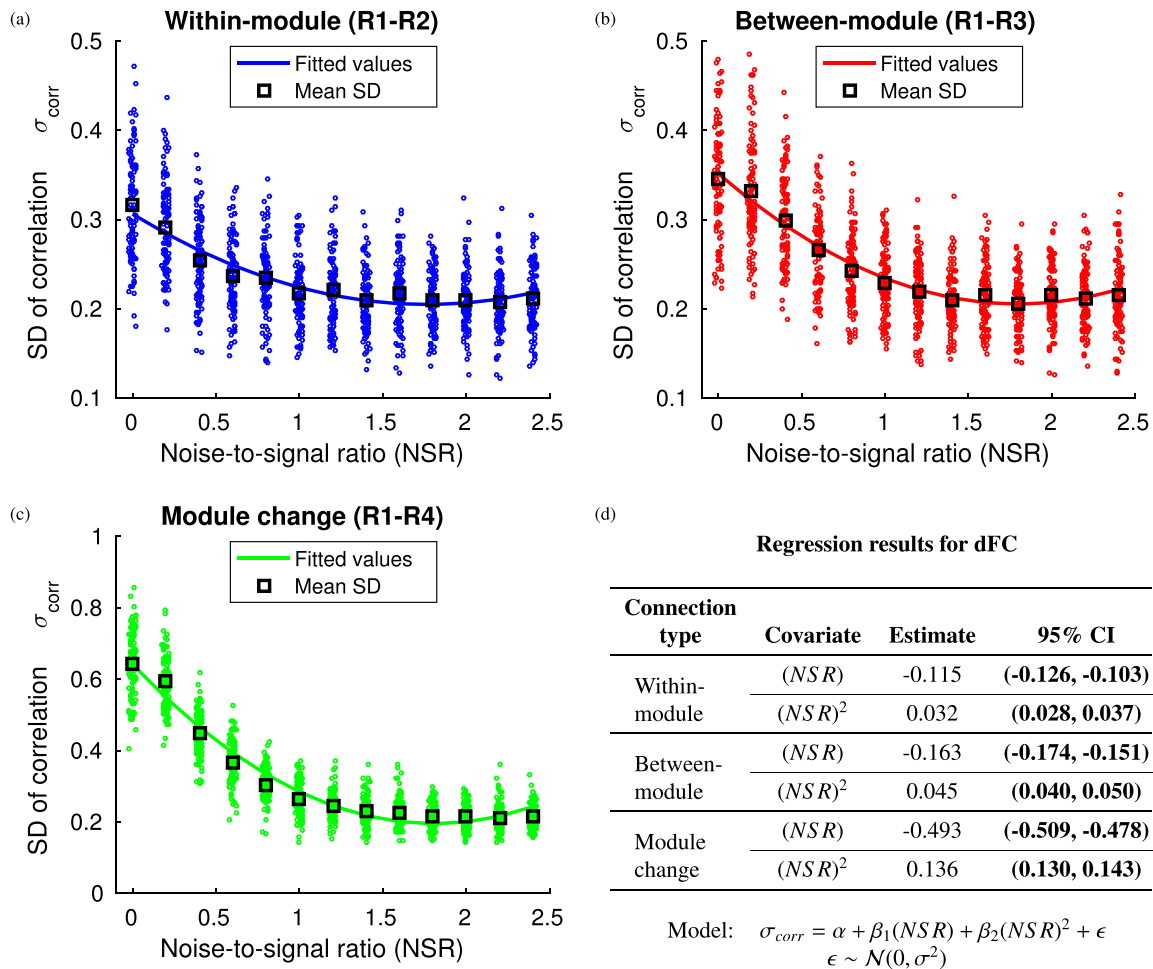 (a)
Within-module (R1-R2)
Fitted values
Mean SD
SD of correlation σcorr
0.5
0.4
0.3
0.2
0.1
0 0.5 1 1.5 2 2.5
Noise-to-signal ratio (NSR)
(b)
Between-module (R1-R3)
Fitted values
Mean SD
SD of correlation σcorr
0.5
0.4
0.3
0.2
0.1
0 0.5 1 1.5 2 2.5
Noise-to-signal ratio (NSR)
(c)
Module change (R1-R4)
Fitted values
Mean SD
SD of correlation σcorr
1
0.8
0.6
0.4
0.2
0
0 0.5 1 1.5 2 2.5
Noise-to-signal ratio (NSR)
(d)
Regression results for dFC
Connection
type Covariate Estimate 95% CI
Within-
module
(NSR) -0.115 (-0.126, -0.103)
(NSR)² 0.032 (0.028, 0.037)
Between-
module
(NSR) -0.163 (-0.174, -0.151)
(NSR)² 0.045 (0.040, 0.050)
Module
change
(NSR) -0.493 (-0.509, -0.478)
(NSR)² 0.136 (0.130, 0.143)
Model: σcorr = α + β₁(NSR) + β₂(NSR)² + ϵ
ϵ ∼ N(0, σ²)